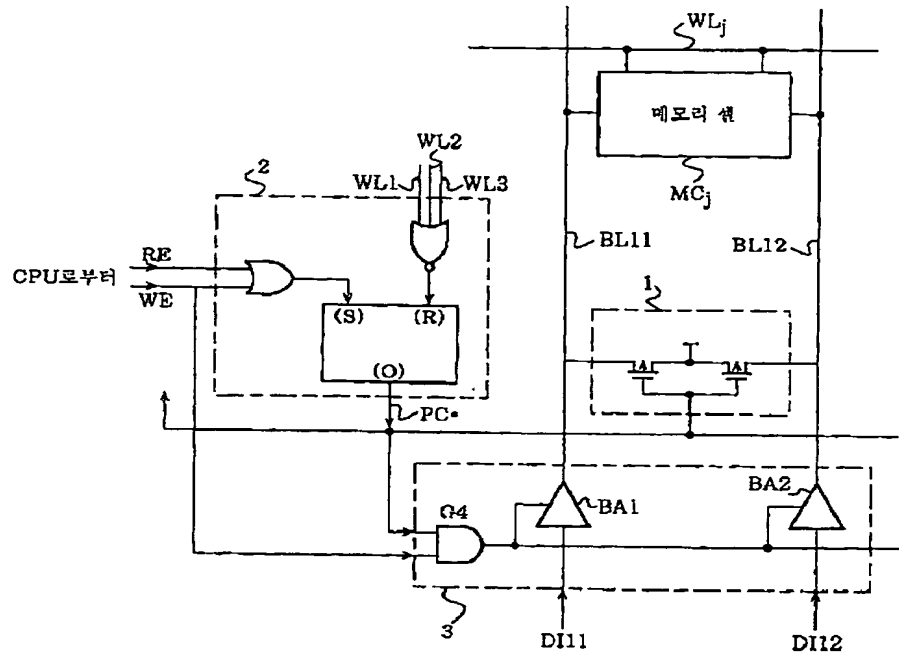 WLj
메모리 셀
MCj
2
WL2
WL1
WL3
BL11
BL12
RE
CPU로부터
WE
(S)
(R)
1
(O)
PC*
BA1
BA2
G4
3
DI11
DI12